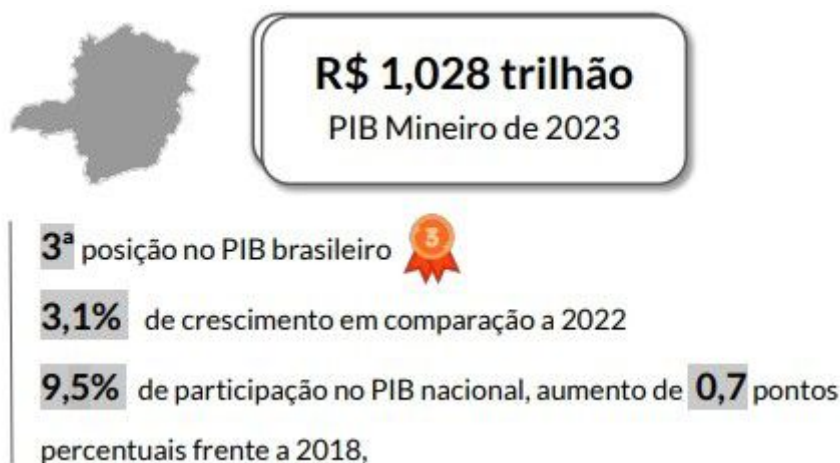 R$ 1,028 trilhão
PIB Mineiro de 2023
3ª posição no PIB brasileiro 3
3,1% de crescimento em comparação a 2022
9,5% de participação no PIB nacional, aumento de 0,7 pontos
percentuais frente a 2018,